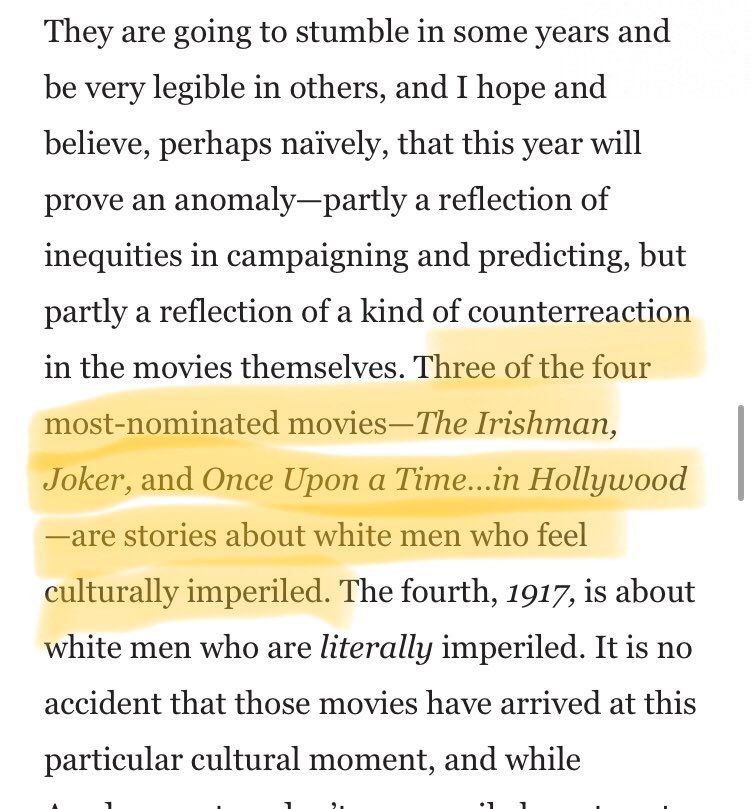 They are going to stumble in some years and
be very legible in others, and I hope and
believe, perhaps naïvely, that this year will
prove an anomaly—partly a reflection of
inequities in campaigning and predicting, but
partly a reflection of a kind of counterreaction
in the movies themselves. Three of the four
most-nominated movies—The Irishman,
Joker, and Once Upon a Time...in Hollywood
—are stories about white men who feel
culturally imperiled. The fourth, 1917, is about
white men who are literally imperiled. It is no
accident that those movies have arrived at this
particular cultural moment, and while